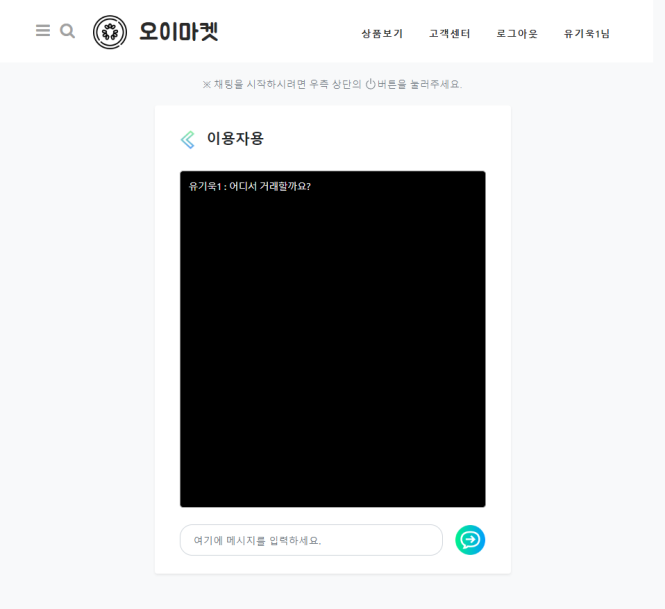 오이마켓
상품보기 고객센터 로그아웃 유기욱1님
※ 채팅을 시작하시려면 우측 상단의 버튼을 눌러주세요.
이용자용
유기욱1 : 어디서 거래할까요?
여기에 메시지를 입력하세요.